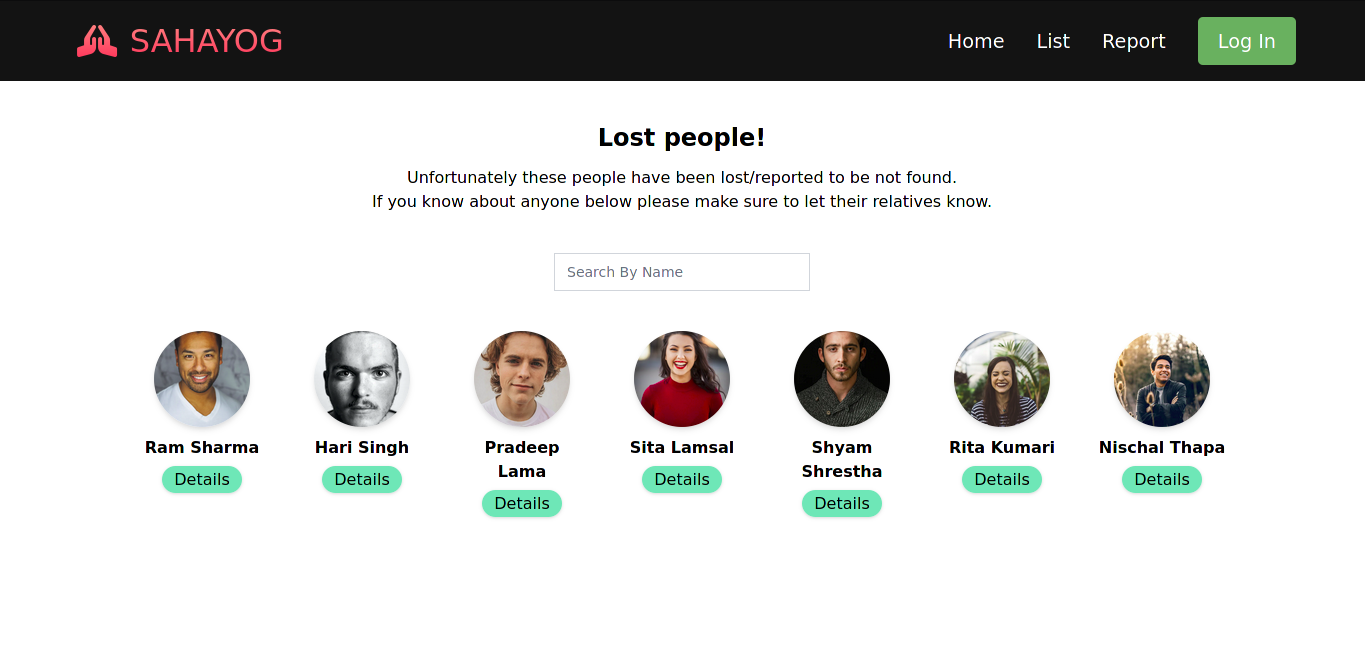 SAHAYOG
Home
List
Report
Log In
Lost people!
Unfortunately these people have been lost/reported to be not found.
If you know about anyone below please make sure to let their relatives know.
Search By Name
Ram Sharma
Details
Hari Singh
Details
Pradeep
Lama
Details
Sita Lamsal
Details
Shyam
Shrestha
Details
Rita Kumari
Details
Nischal Thapa
Details